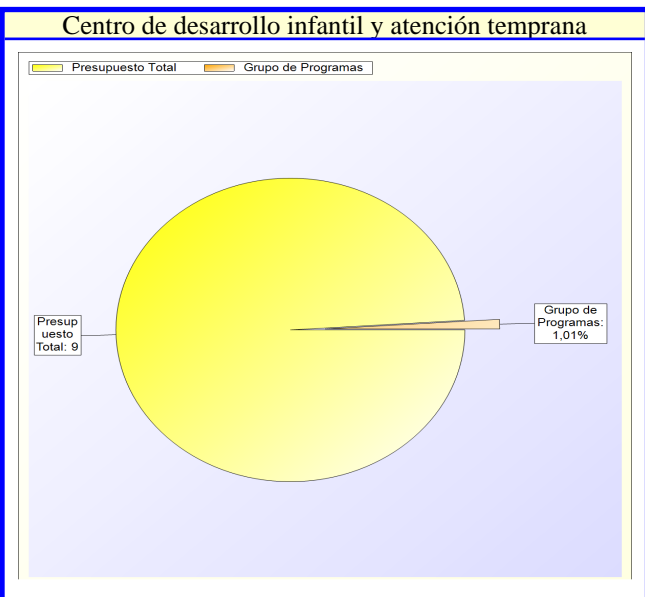 Centro de desarrollo infantil y atención temprana
Presupuesto Total Grupo de Programas
Presup
uesto
Total: 9
Grupo de
Programas:
1,01%